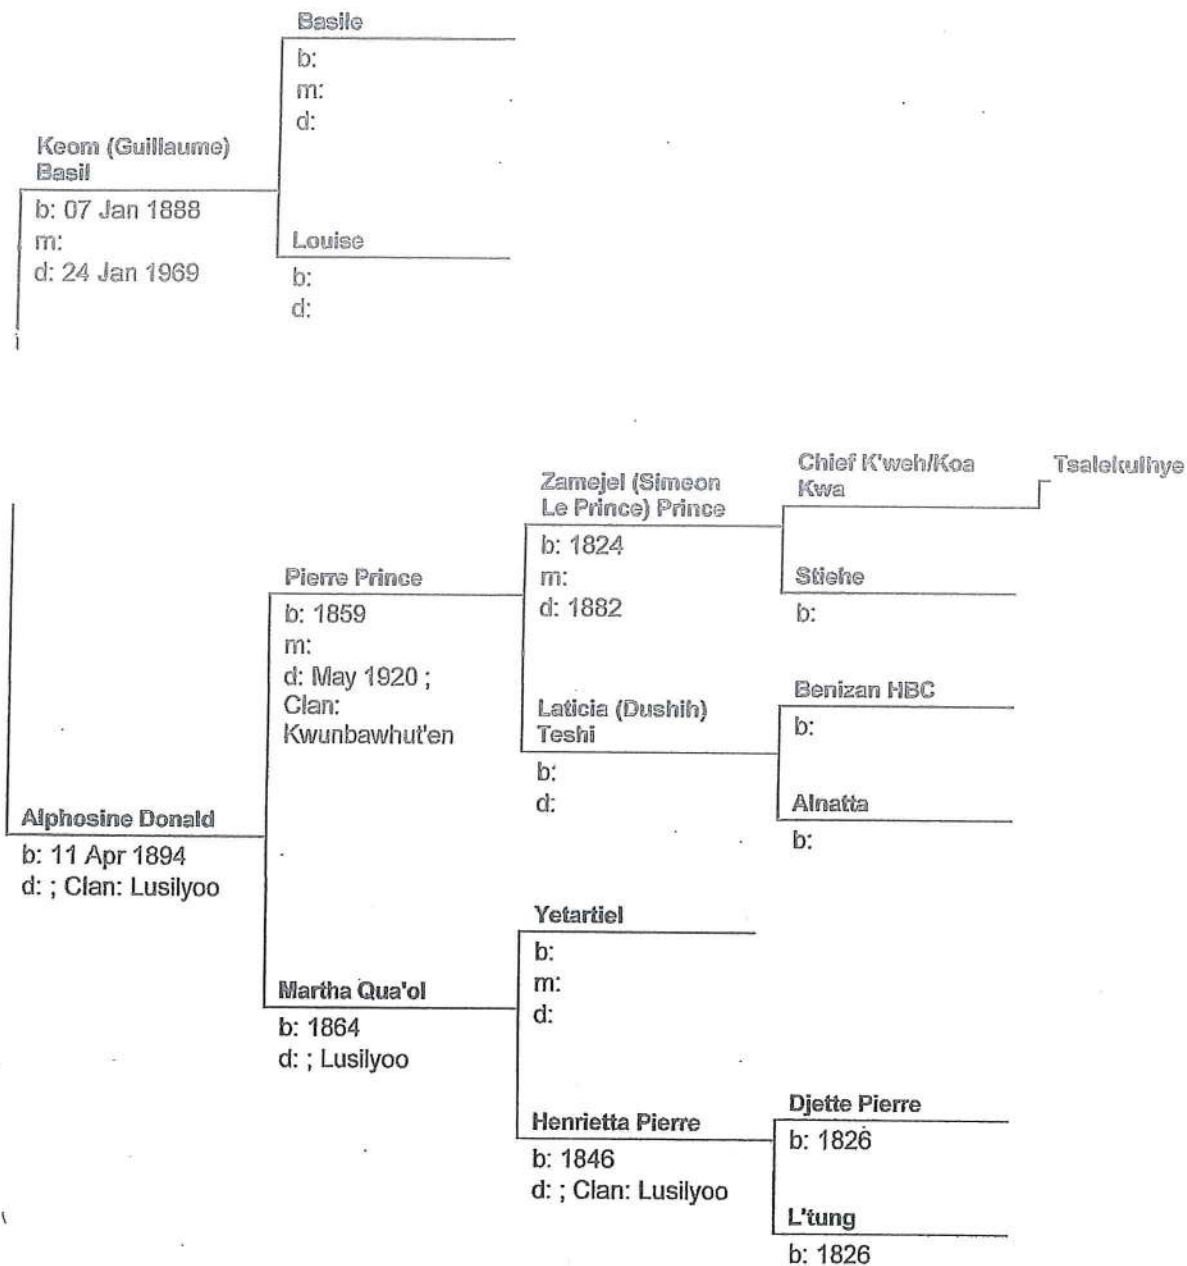 Basile
b:
m:
d:
Keom (Guillaume)
Basil
b: 07 Jan 1888
m:
d: 24 Jan 1969
Louise
b:
d:
Chief K'weh/Koa
Kwa
Tsalekulhye
Zamejel (Simeon
Le Prince) Prince
b: 1824
m:
d: 1882
Stiehe
b:
Pierre Prince
b: 1859
m:
d: May 1920 ;
Clan:
Kwunbawhut'en
Benizan HBC
b:
Laticia (Dushih)
Teshi
b:
d:
Alnatta
b:
Alphosine Donald
b: 11 Apr 1894
d: ; Clan: Lusilyoo
Yetartiel
b:
m:
d:
Martha Qua'ol
b: 1864
d: ; Lusilyoo
Djette Pierre
b: 1826
Henrietta Pierre
b: 1846
d: ; Clan: Lusilyoo
L'tung
b: 1826